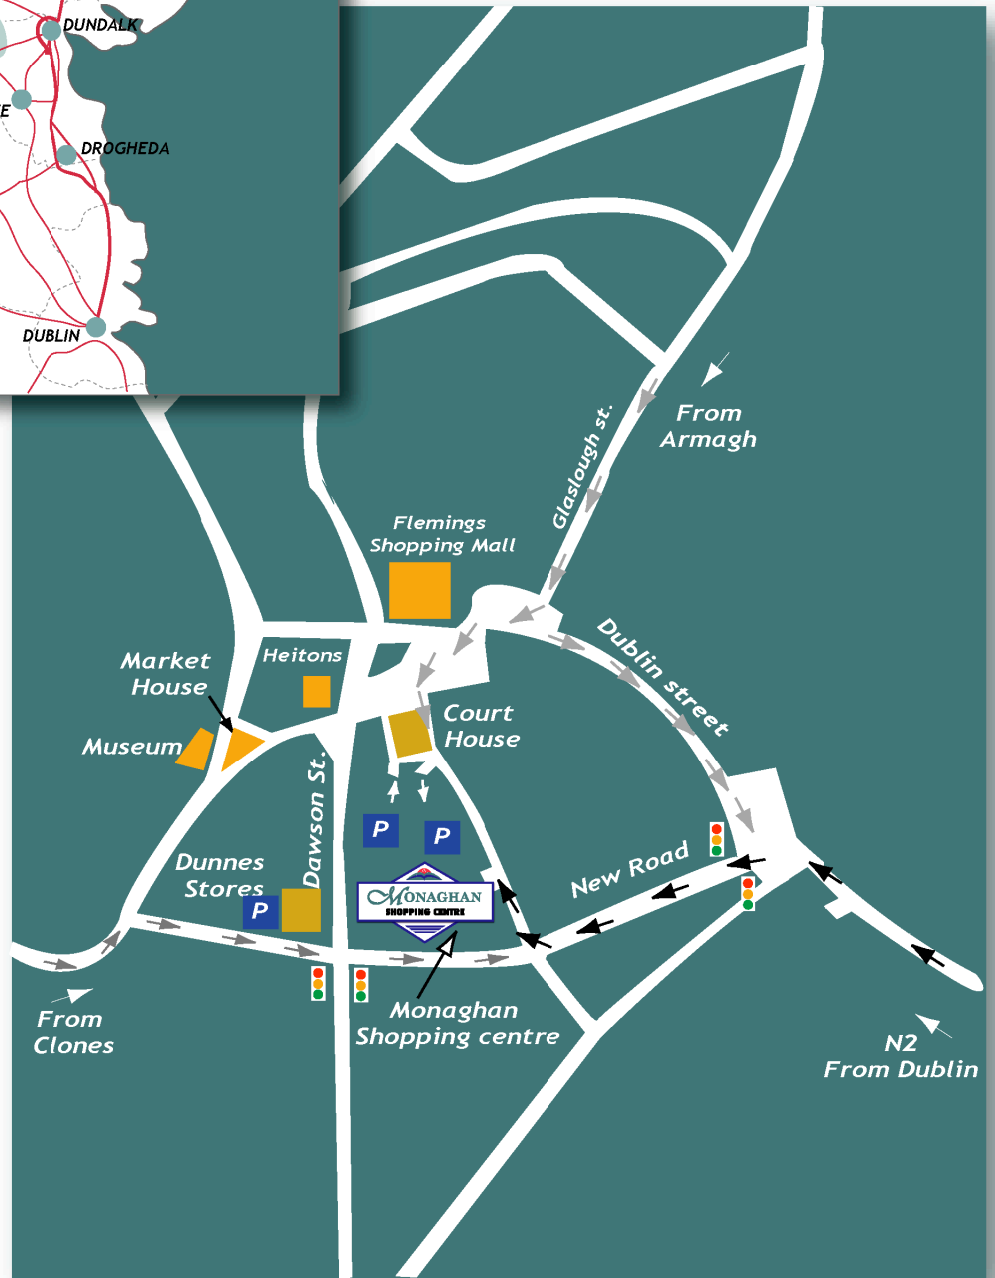 DUNDALK
E
DROGHEDA
DUBLIN
From
Armagh
Glaslough st.
Flemings
Shopping Mall
Dublin street
Market
House
Heitons
Museum
Court
House
Dawson St.
P
P
New Road
Dunnes
Stores
P
MONAGHAN
SHOPPING CENTRE
Monaghan
Shopping centre
From
Clones
N2
From Dublin